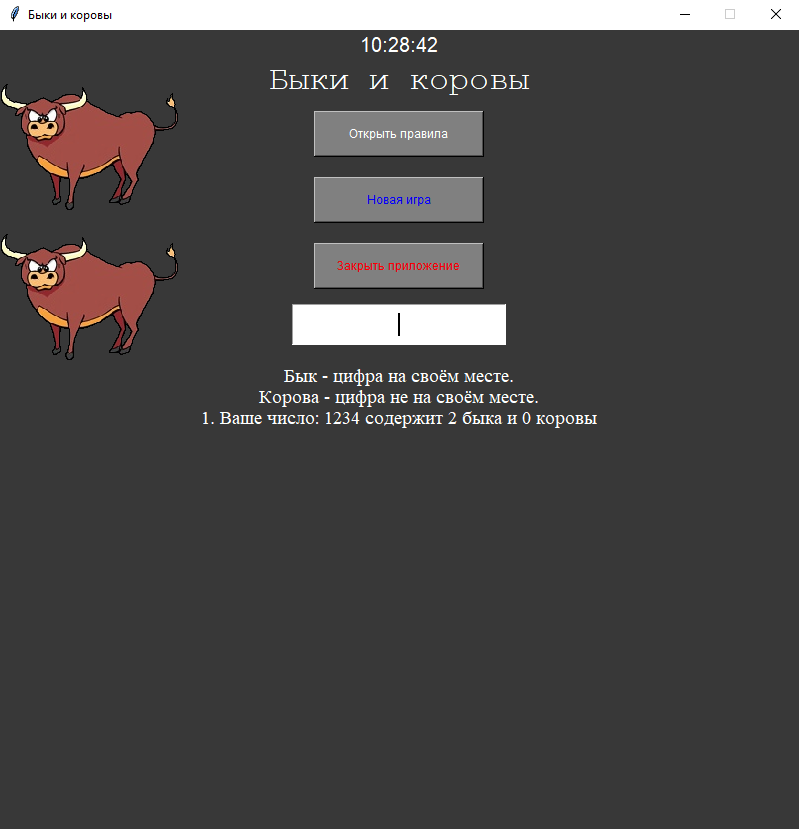 Быки и коровы
10:28:42
Быки и коровы
Открыть правила
Новая игра
Закрыть приложение
Бык - цифра на своём месте.
Корова - цифра не на своём месте.
1. Ваше число: 1234 содержит 2 быка и 0 коровы